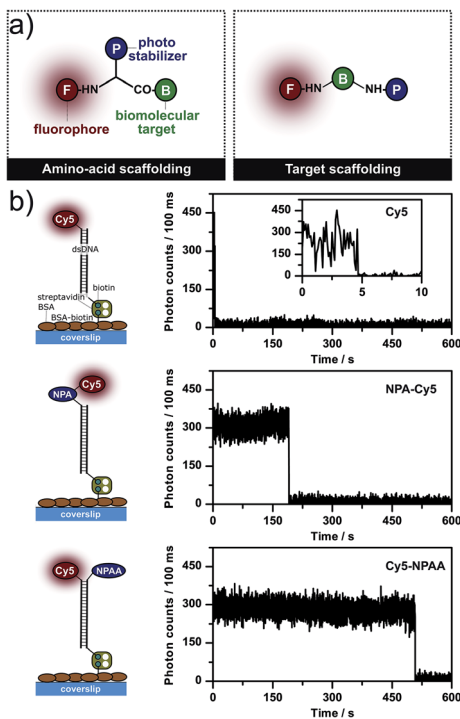 a)
P
photo
stabilizer
F
HN
CO
B
fluorophore
biomolecular
target
Amino-acid scaffolding
B
F
HN
NH
P
Target scaffolding
b)
Cy5
dsDNA
biotin
streptavidin
BSA
BSA-biotin
coverslip
Photon counts / 100 ms
450
300
150
0
0 150 300 450 600
Time / s
Cy5
450
300
150
0
0 5 10
NPA
Cy5
coverslip
Photon counts / 100 ms
450
300
150
0
0 150 300 450 600
Time / s
NPA-Cy5
Cy5
NPAA
coverslip
Photon counts / 100 ms
450
300
150
0
0 150 300 450 600
Time / s
Cy5-NPAA